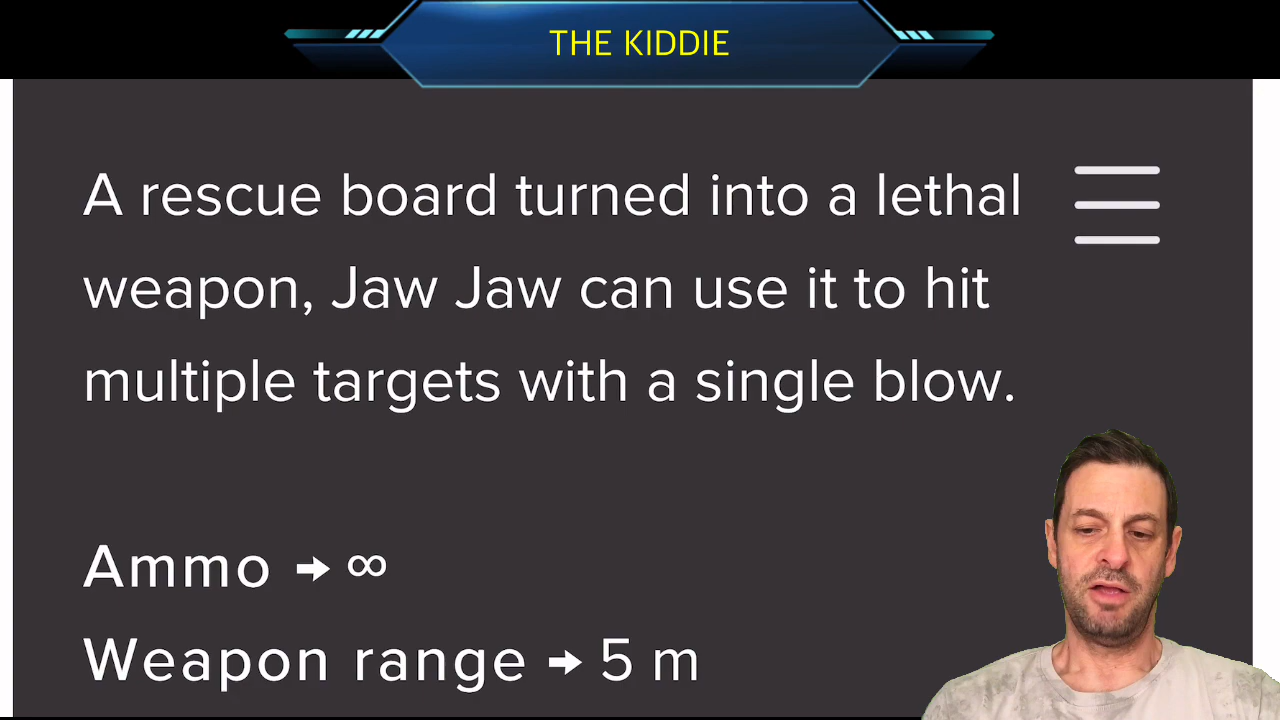 THE KIDDIE
A rescue board turned into a lethal
weapon, Jaw Jaw can use it to hit
multiple targets with a single blow.
Ammo → ∞
Weapon range → 5 m